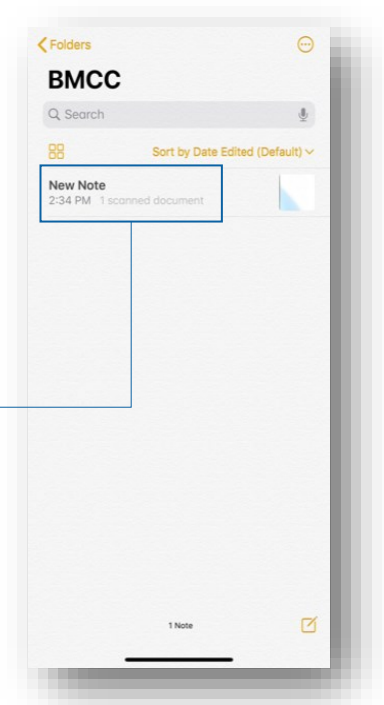 Folders
BMCC
Search
Sort by Date Edited (Default)
New Note
2:34 PM 1 scanned document
1 Note